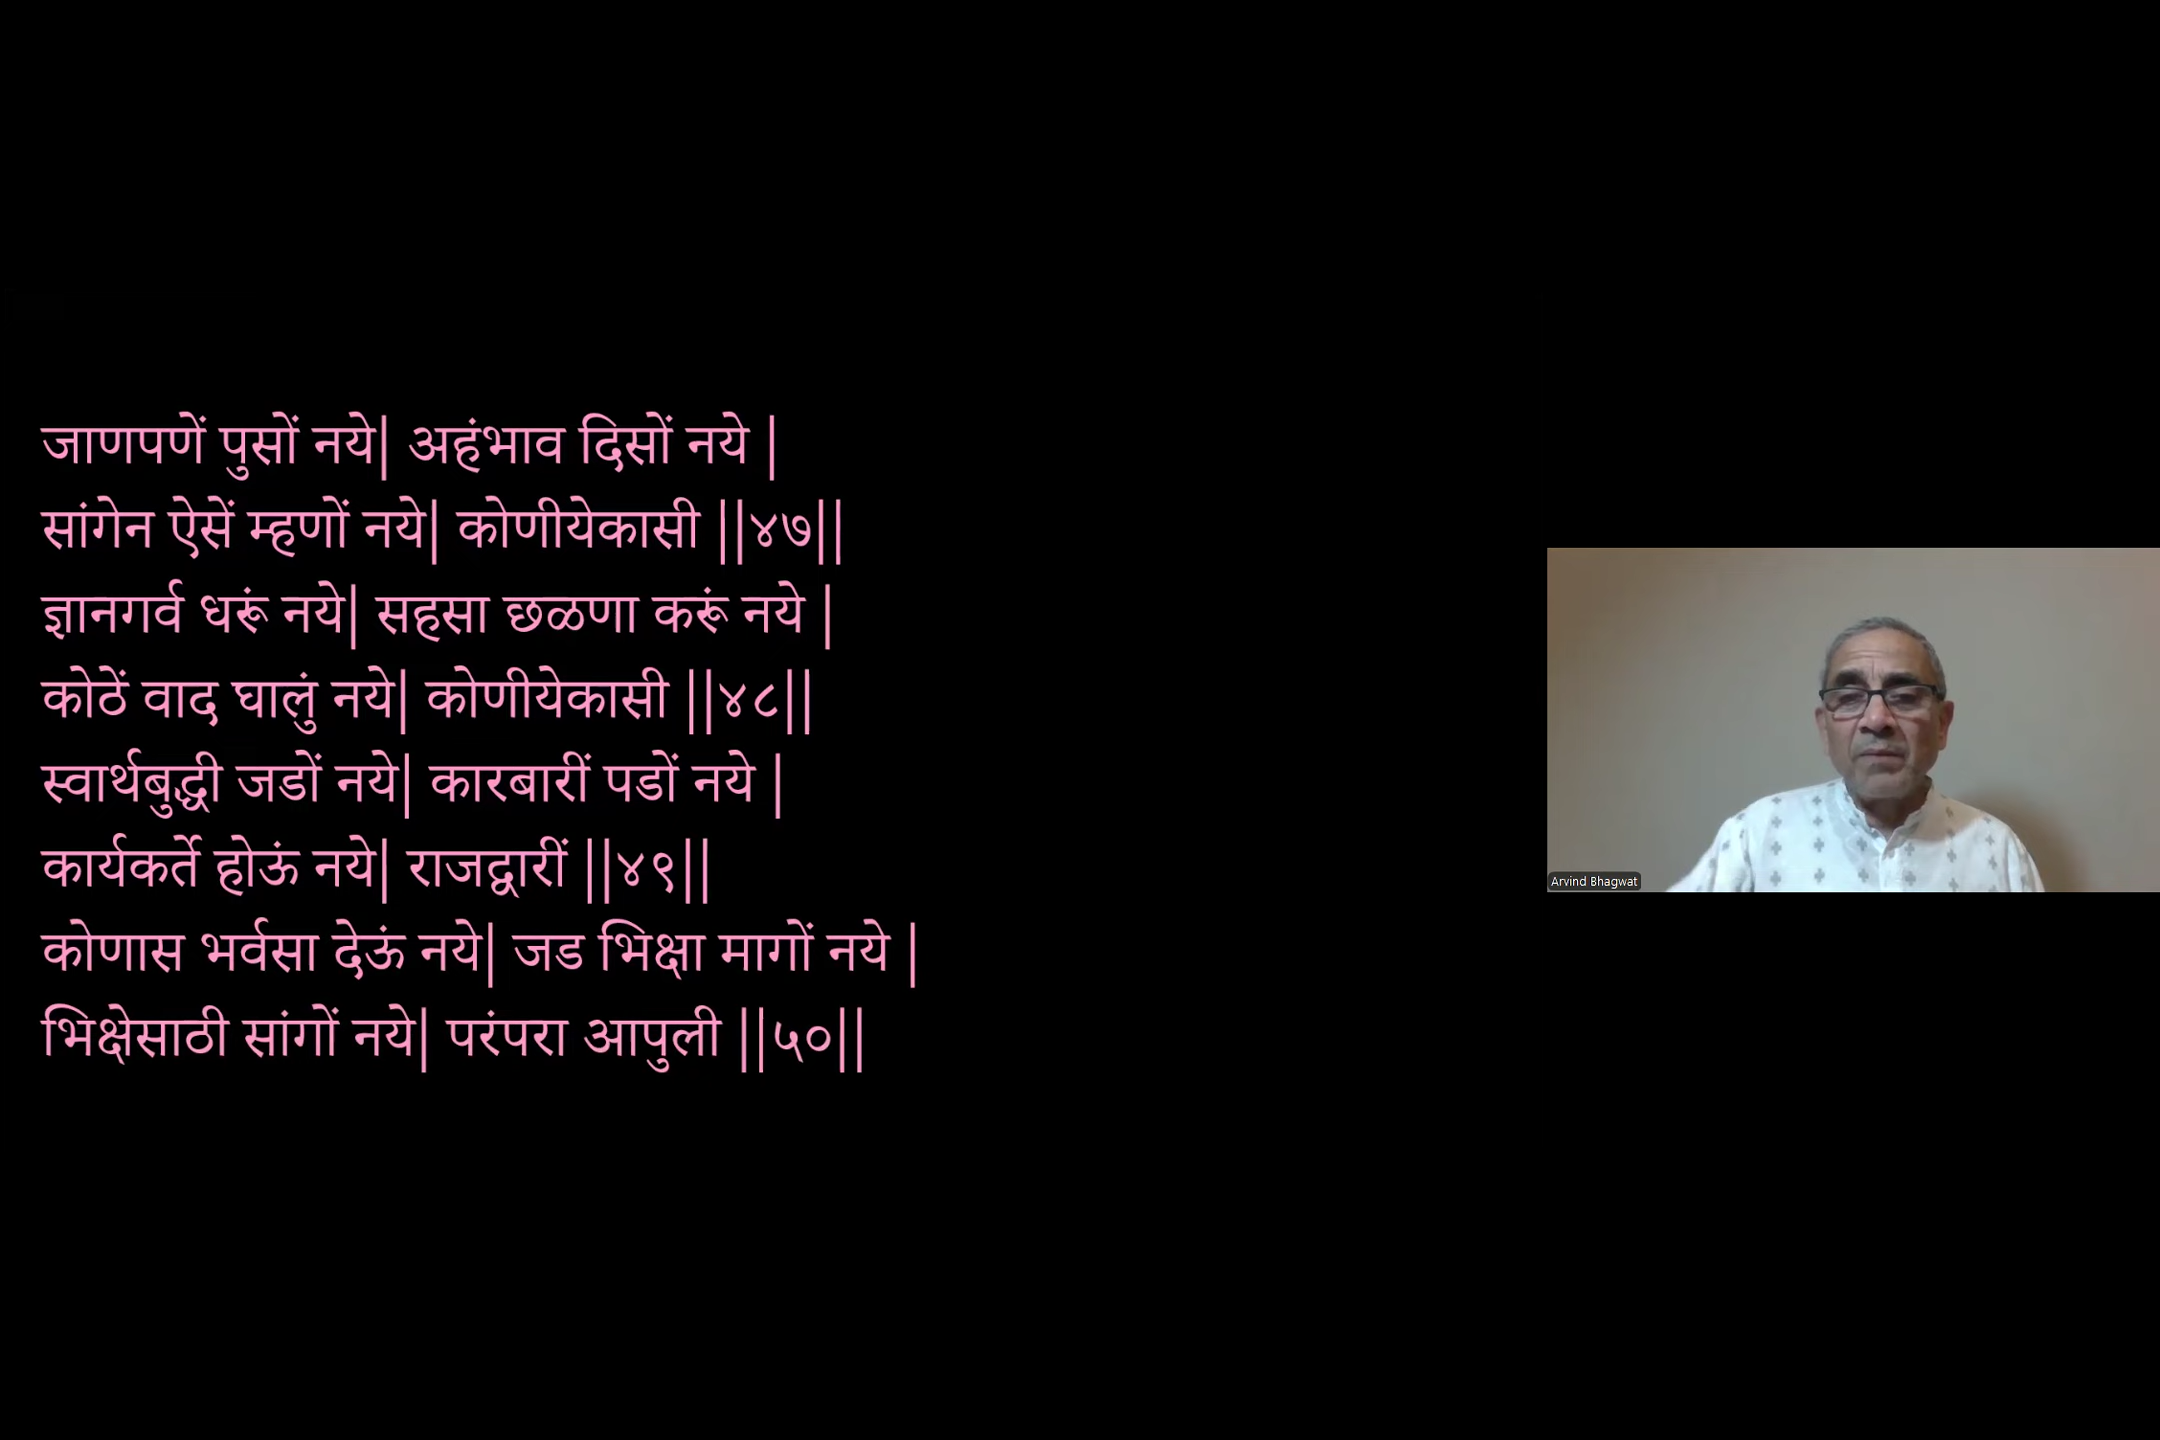 जाणपणें पुसों नये| अहंभाव दिसों नये |
सांगेन ऐसें म्हणों नये| कोणीयेकासी ||४७||
ज्ञानगर्व धरूं नये| सहसा छळणा करूं नये |
कोठें वाद घालुं नये| कोणीयेकासी ||४८||
स्वार्थबुद्धी जडों नये| कारबारीं पडों नये |
कार्यकर्ते होऊं नये| राजद्वारीं ||४९||
कोणास भर्वसा देऊं नये| जड भिक्षा मागों नये |
भिक्षेसाठी सांगों नये| परंपरा आपुली ||५०||
Arvind Bhagwat